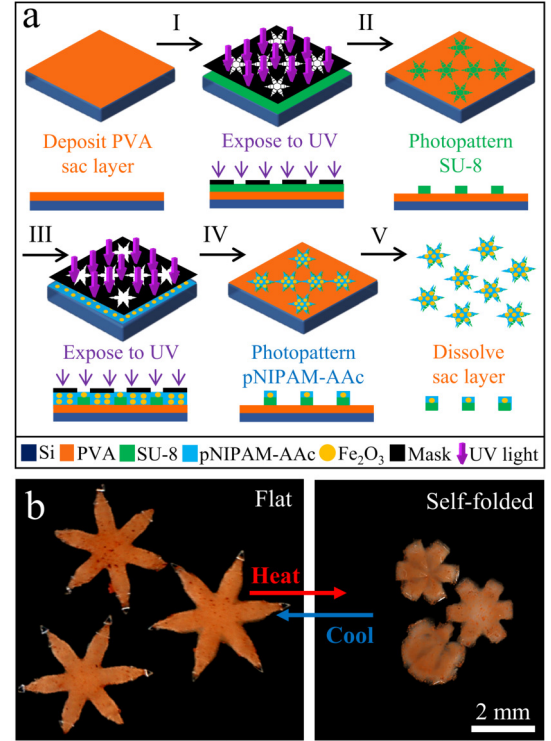 a
I
II
Deposit PVA
sac layer
Expose to UV
Photopattern
SU-8
III
IV
V
Expose to UV
Photopattern
pNIPAM-AAc
Dissolve
sac layer
Si PVA SU-8 pNIPAM-AAc Fe₂O₃ Mask UV light
b
Flat
Self-folded
Heat
Cool
2 mm